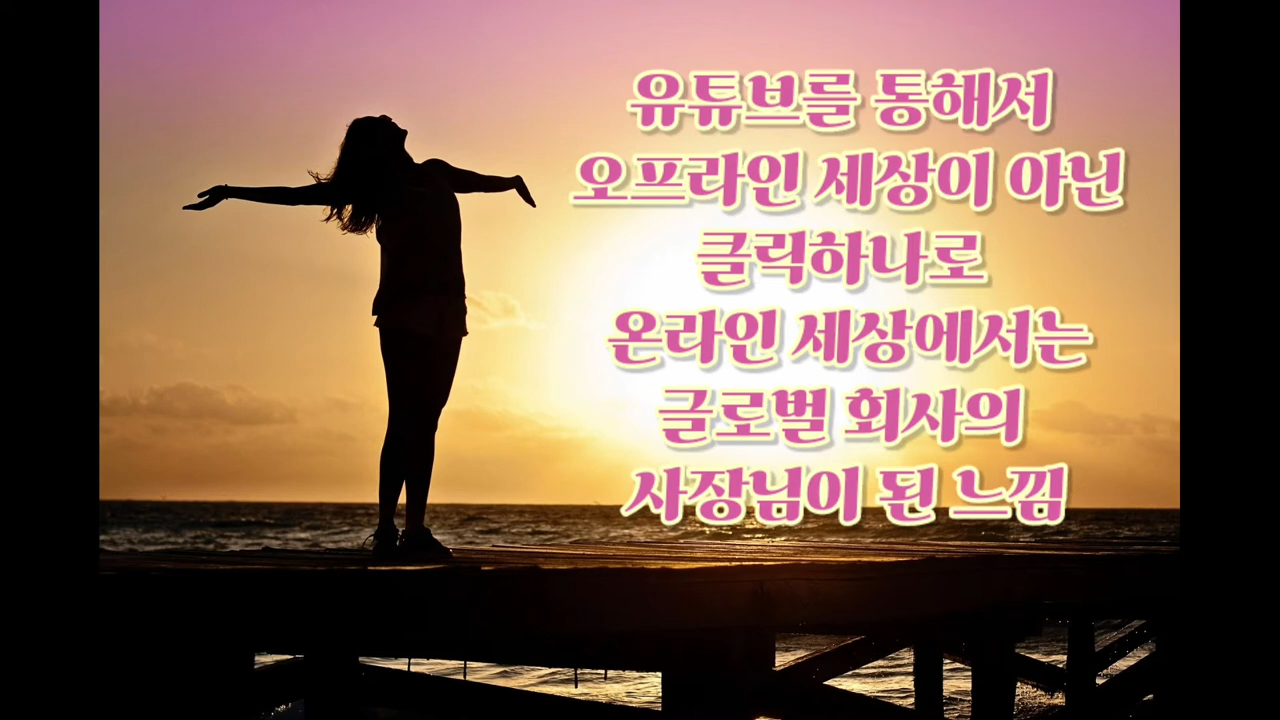 유튜브를 통해서
오프라인 세상이 아닌
클릭하나로
온라인 세상에서는
글로벌 회사의
사장님이 된 느낌